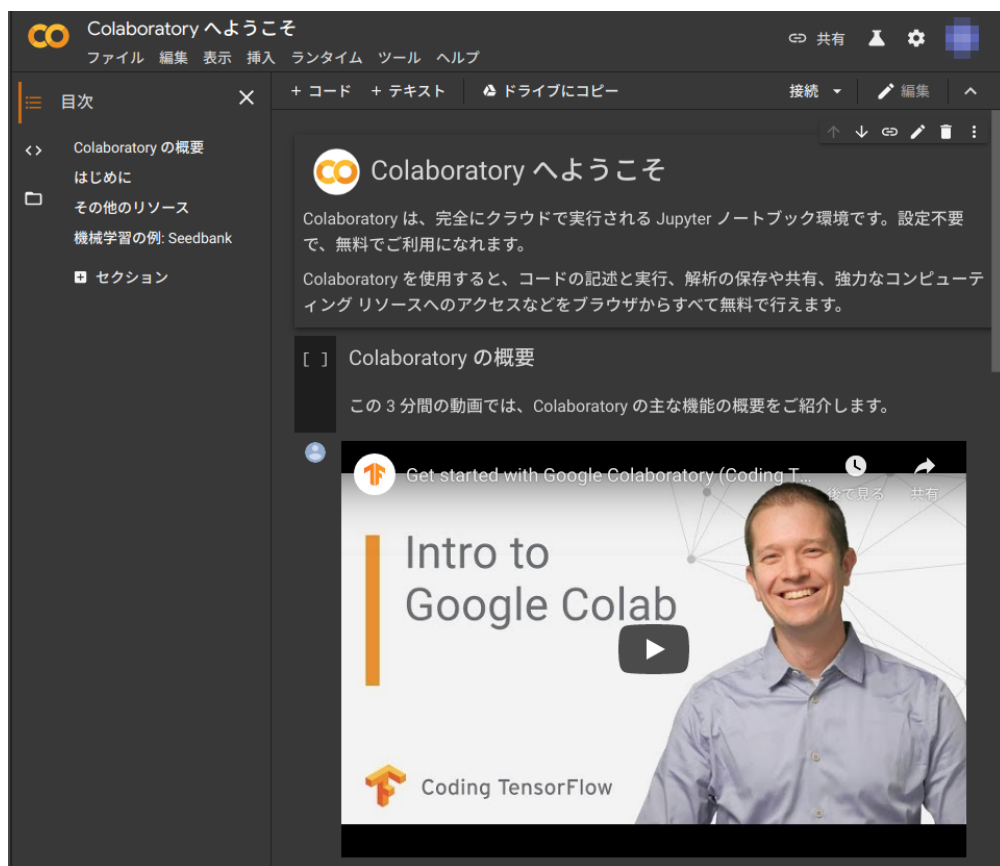 Colaboratory へようこそ
ファイル 編集 表示 挿入 ランタイム ツール ヘルプ
共有
目次
+ コード + テキスト ドライブにコピー
接続 編集
Colaboratory の概要
はじめに
その他のリソース
機械学習の例: Seedbank
セクション
Colaboratory へようこそ
Colaboratory は、完全にクラウドで実行される Jupyter ノートブック環境です。設定不要
で、無料でご利用になれます。
Colaboratory を使用すると、コードの記述と実行、解析の保存や共有、強力なコンピューテ
ィング リソースへのアクセスなどをブラウザからすべて無料で行えます。
[ ] Colaboratory の概要
この 3 分間の動画では、Colaboratory の主な機能の概要をご紹介します。
Get started with Google Colaboratory (Coding T...
後で見る 共有
Intro to
Google Colab
Coding TensorFlow